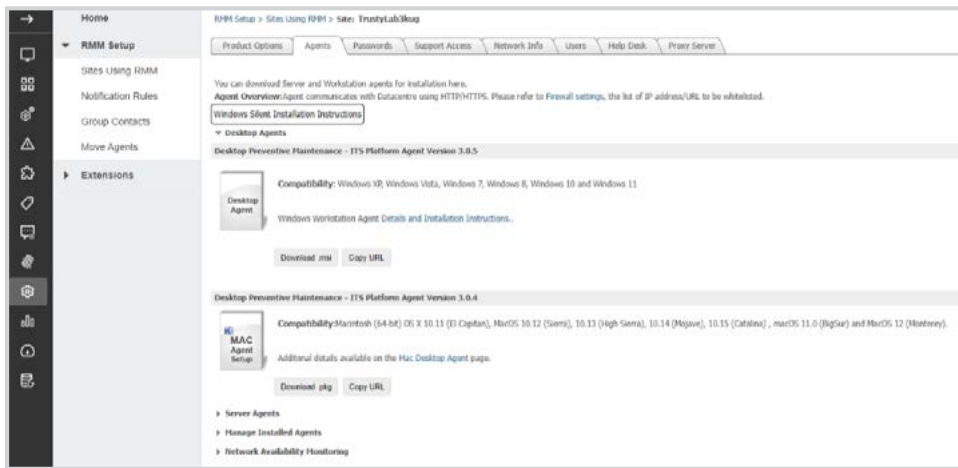 Home
RMM Setup
Sites Using RMM
Notification Rules
Group Contacts
Move Agents
Extensions
RMM Setup > Sites Using RMM > Site: TrustyLab3kug
Product Options Agents Passwords Support Access Network Info Users Help Desk Proxy Server
You can download Server and Workstation agents for installation here.
Agent Overview:Agent communicates with Datacentre using HTTP/HTTPS. Please refer to Firewall settings, the list of IP address/URL to be whitelisted.
Windows Silent Installation Instructions
Desktop Agents
Desktop Preventive Maintenance - ITS Platform Agent Version 3.0.5
Desktop
Agent
Compatibility: Windows XP, Windows Vista, Windows 7, Windows 8, Windows 10 and Windows 11
Windows Workstation Agent Details and Installation Instructions..
Download .msi Copy URL
Desktop Preventive Maintenance - ITS Platform Agent Version 3.0.4
MAC
Agent
Setup
Compatibility:Macintosh (64-bit) OS X 10.11 (El Capitan), MacOS 10.12 (Sierra), 10.13 (High Sierra), 10.14 (Mojave), 10.15 (Catalina) , macOS 11.0 (BigSur) and MacOS 12 (Monterey).
Additional details available on the Mac Desktop Agent page.
Download .pkg Copy URL
Server Agents
Manage Installed Agents
Network Availability Monitoring